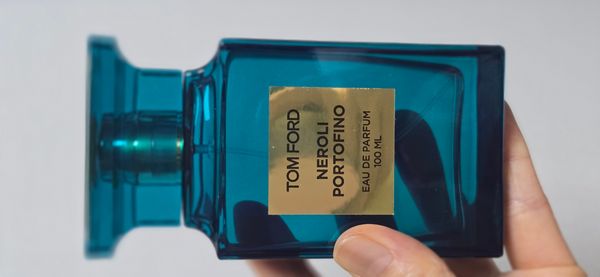 TOM FORD
NEROLI
PORTOFINO
EAU DE PARFUM
100 ML